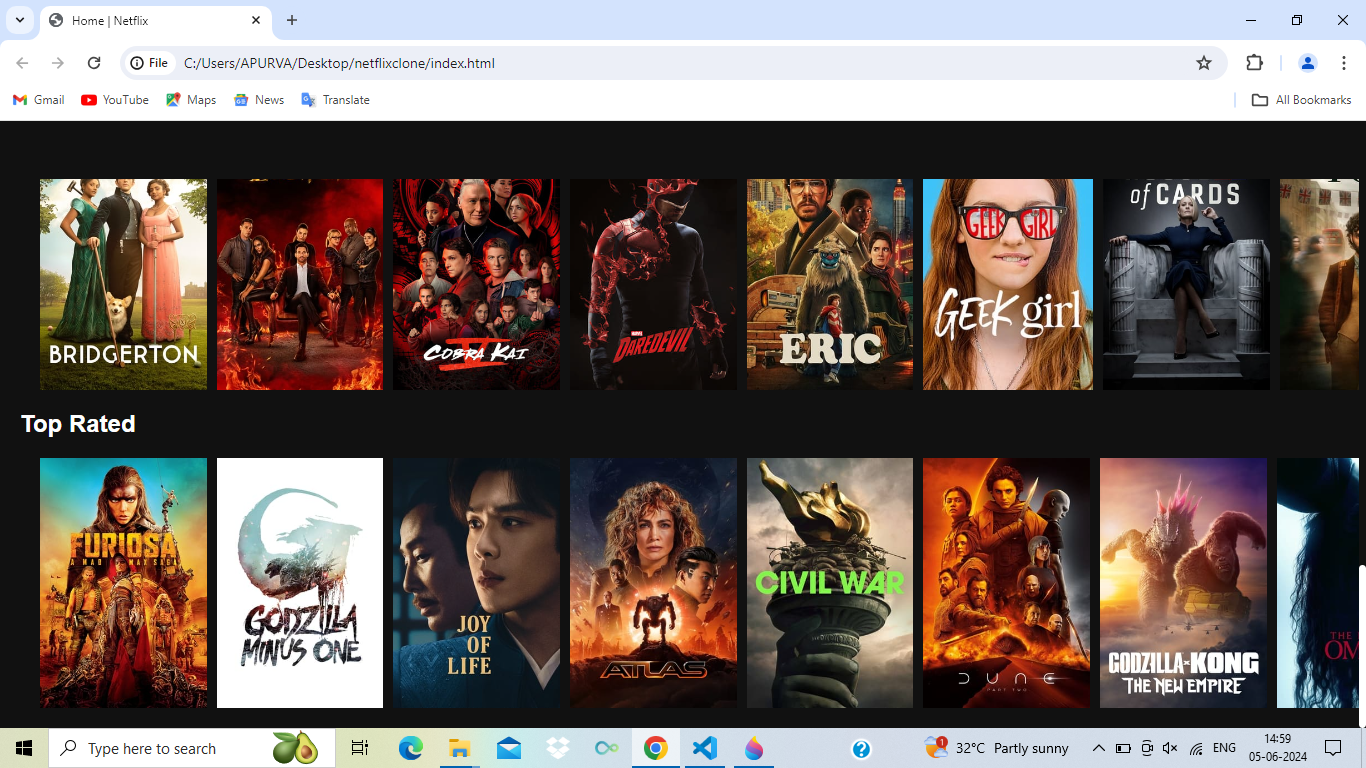 Home | Netflix
File C:/Users/APURVA/Desktop/netflixclone/index.html
Gmail YouTube Maps News Translate All Bookmarks
of CARDS
GEEK GIRL
GEEK girl
BRIDGERTON
COBRA KAI
V
MARVEL
DAREDEVIL
ERIC
Top Rated
FURIOSA
A MAD MAX SAGA
GODZILLA
MINUS ONE
JOY
OF
LIFE
ATLAS
CIVIL WAR
DUNE
PART TWO
GODZILLA x KONG
THE NEW EMPIRE
THE
OM
Type here to search
1
32°C Partly sunny
ENG
14:59
05-06-2024